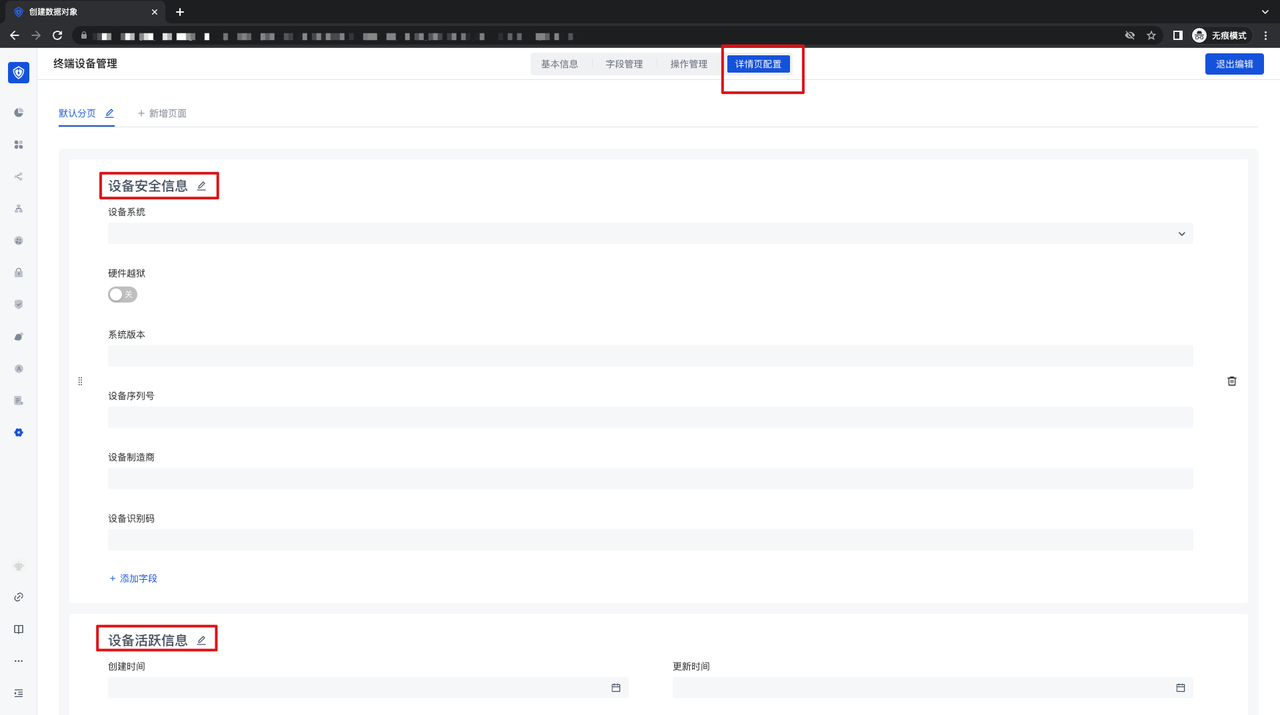 创建数据对象
无痕模式
终端设备管理
基本信息 字段管理 操作管理 详情页配置 退出编辑
默认分页 + 新增页面
设备安全信息
设备系统
硬件越狱
关
系统版本
设备序列号
设备制造商
设备识别码
+ 添加字段
设备活跃信息
创建时间 更新时间